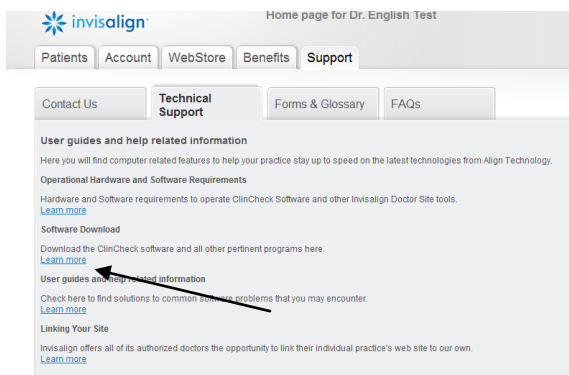 invisalign
Home page for Dr. English Test
Patients Account WebStore Benefits Support
Contact Us Technical Support Forms & Glossary FAQs
User guides and help related information
Here you will find computer related features to help your practice stay up to speed on the latest technologies from Align Technology.
Operational Hardware and Software Requirements
Hardware and Software requirements to operate ClinCheck Software and other Invisalign Doctor Site tools.
Learn more
Software Download
Download the ClinCheck software and all other pertinent programs here.
Learn more
User guides and help related information
Check here to find solutions to common software problems that you may encounter.
Learn more
Linking Your Site
Invisalign offers all of its authorized doctors the opportunity to link their individual practice's web site to our own.
Learn more